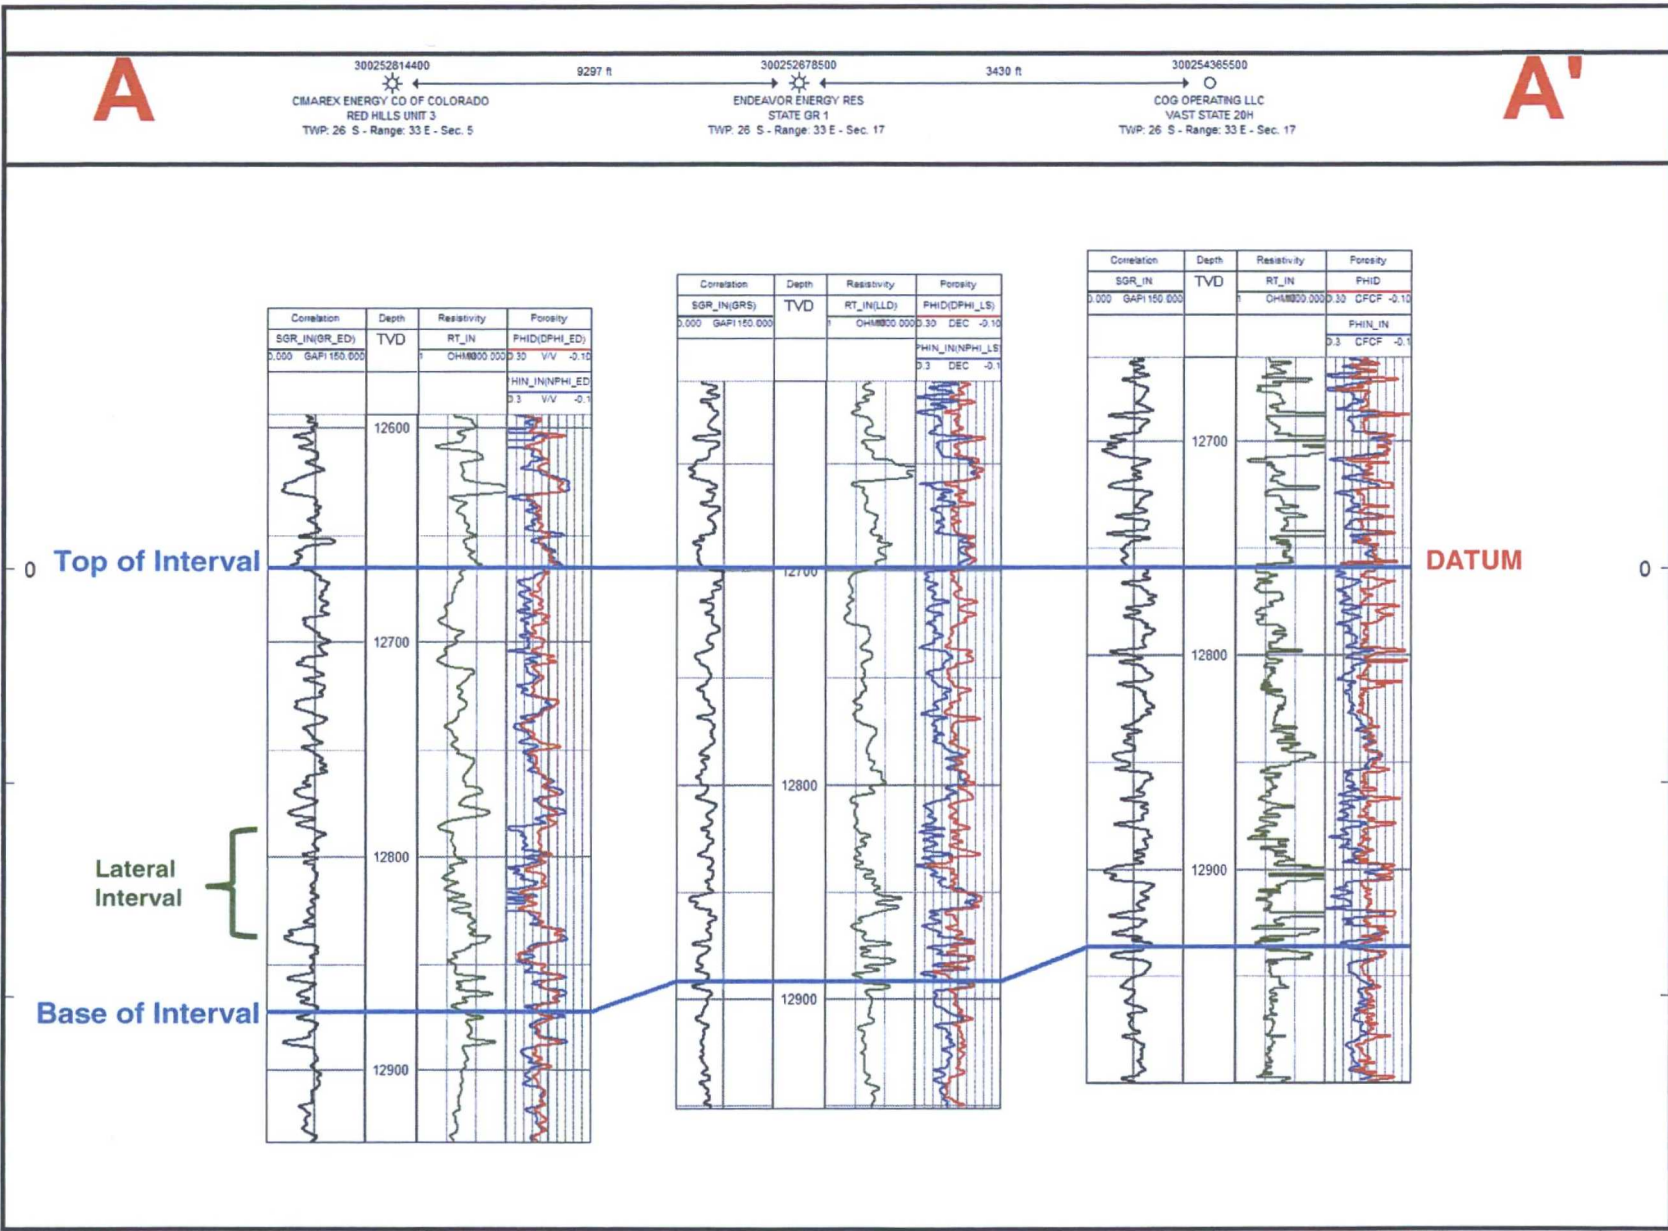 A
300252814400
9297 ft
300252678500
3430 ft
300254365500
A'
CIMAREX ENERGY CO OF COLORADO
RED HILLS UNIT 3
TWP: 26 S - Range: 33 E - Sec. 5
ENDEAVOR ENERGY RES
STATE GR 1
TWP: 26 S - Range: 33 E - Sec. 17
COG OPERATING LLC
VAST STATE 20H
TWP: 26 S - Range: 33 E - Sec. 17
Correlation Depth Resistivity Porosity
SGR_IN(GR_ED) TVD RT_IN PHID(DPHI_ED)
0.000 GAPI 150.000 1 0.30 V/V -0.10
HIN_IN(NPHI_ED
0.3 V/V -0.1
12600
12700
12800
12900
Correlation Depth Resistivity Porosity
SGR_IN(GRS) TVD RT_IN(LLD) PHID(DPHI_LS)
0.000 GAPI 150.000 1 0.30 DEC -0.10
PHIN_IN(NPHI_LS
0.3 DEC -0.1
12700
12800
12900
Correlation Depth Resistivity Porosity
SGR_IN TVD RT_IN PHID
0.000 GAPI 150.000 1 0.30 CFCF -0.10
PHIN_IN
0.3 CFCF -0.1
12700
12800
12900
0 Top of Interval
DATUM
0
Lateral
Interval
Base of Interval